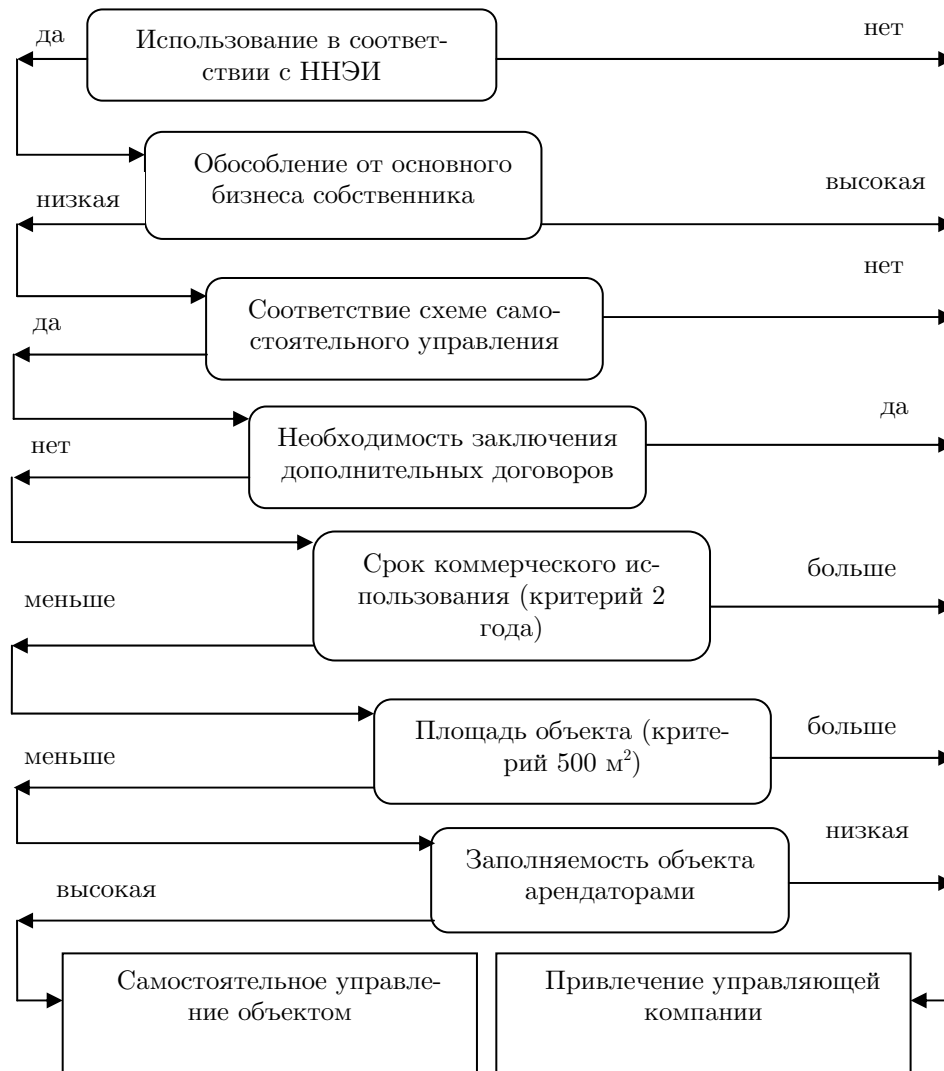 да
Использование в соответ-
ствии с ННЭИ
нет
Обособление от основного
бизнеса собственника
низкая
высокая
Соответствие схеме само-
стоятельного управления
да
нет
Необходимость заключения
дополнительных договоров
нет
да
Срок коммерческого ис-
пользования (критерий 2
года)
меньше
больше
Площадь объекта (крите-
рий 500 м²)
меньше
больше
Заполняемость объекта
арендаторами
высокая
низкая
Самостоятельное управле-
ние объектом
Привлечение управляющей
компании